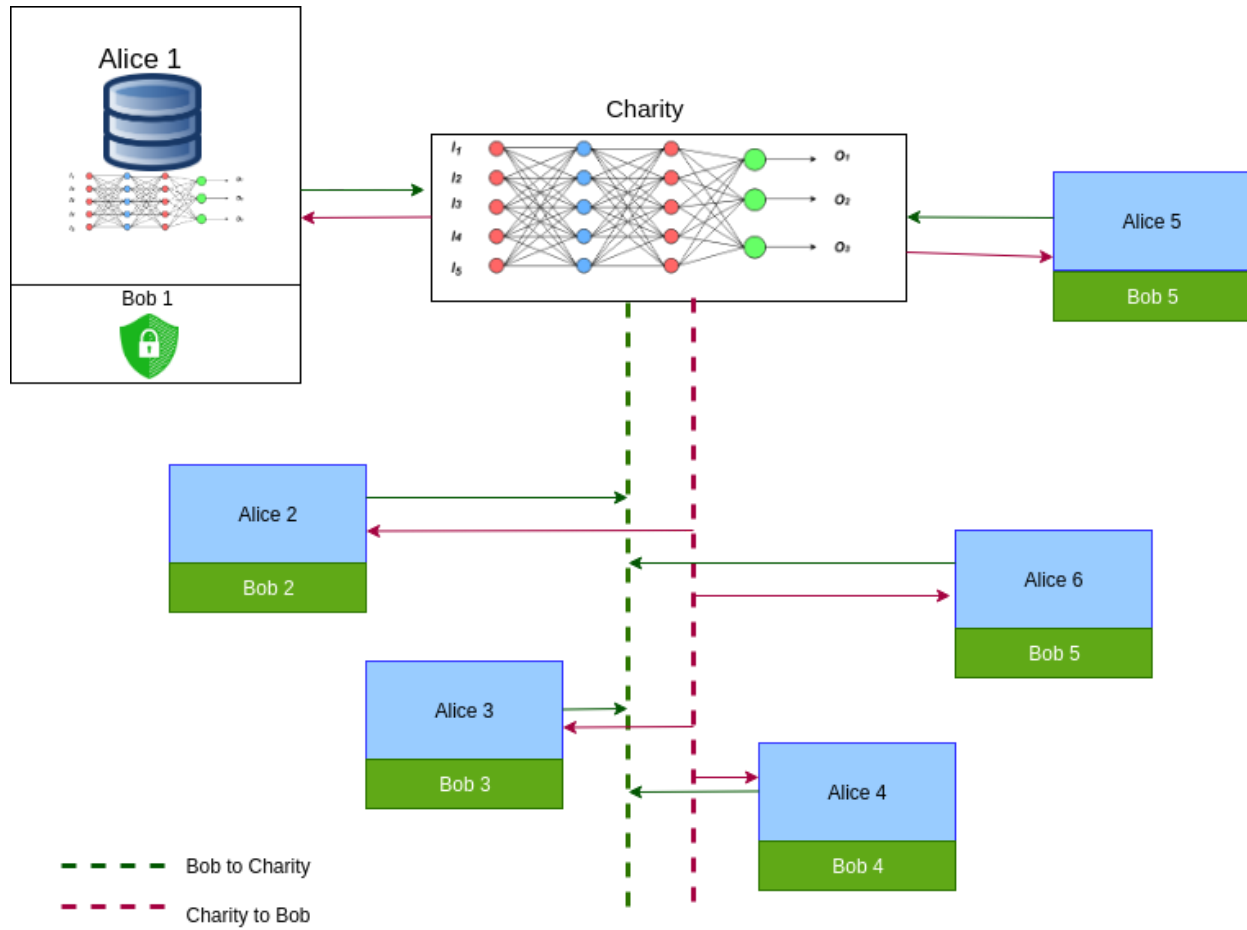 Alice 1
Bob 1
Charity
I1
I2
I3
I4
I5
O1
O2
O3
Alice 5
Bob 5
Alice 2
Bob 2
Alice 6
Bob 5
Alice 3
Bob 3
Alice 4
Bob 4
Bob to Charity
Charity to Bob